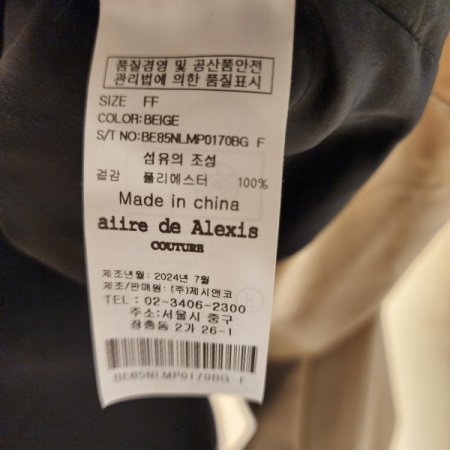 품질경영 및 공산품안전
관리법에 의한 품질표시
SIZE FF
COLOR:BEIGE
S/T NO:BE85NLMP0170BG F
섬유의 조성
겉감 폴리에스터 100%
Made in china
aiire de Alexis
COUTURE
제조년월 : 2024년 7월
제조/판매원 : (주)제시앤코
TEL : 02-3406-2300
주소:서울시 중구
장충동 2가 26-1
BE85NLMP0170BG F